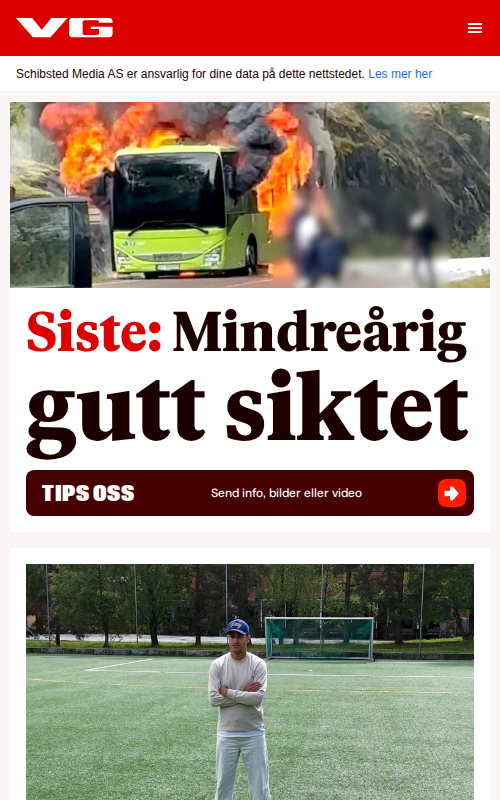 VG
Schibsted Media AS er ansvarlig for dine data på dette nettstedet. Les mer her
Siste: Mindreårig
gutt siktet
TIPS OSS
Send info, bilder eller video